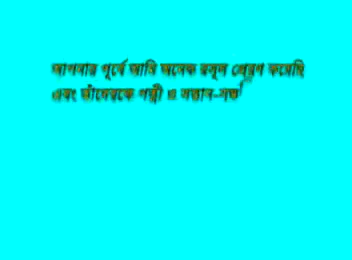 আপনার পূর্বে আমি অনেক রসূল প্রেরণ করেছি
এবং তাঁদেরকে পত্নী ও সন্তান-সন্ত